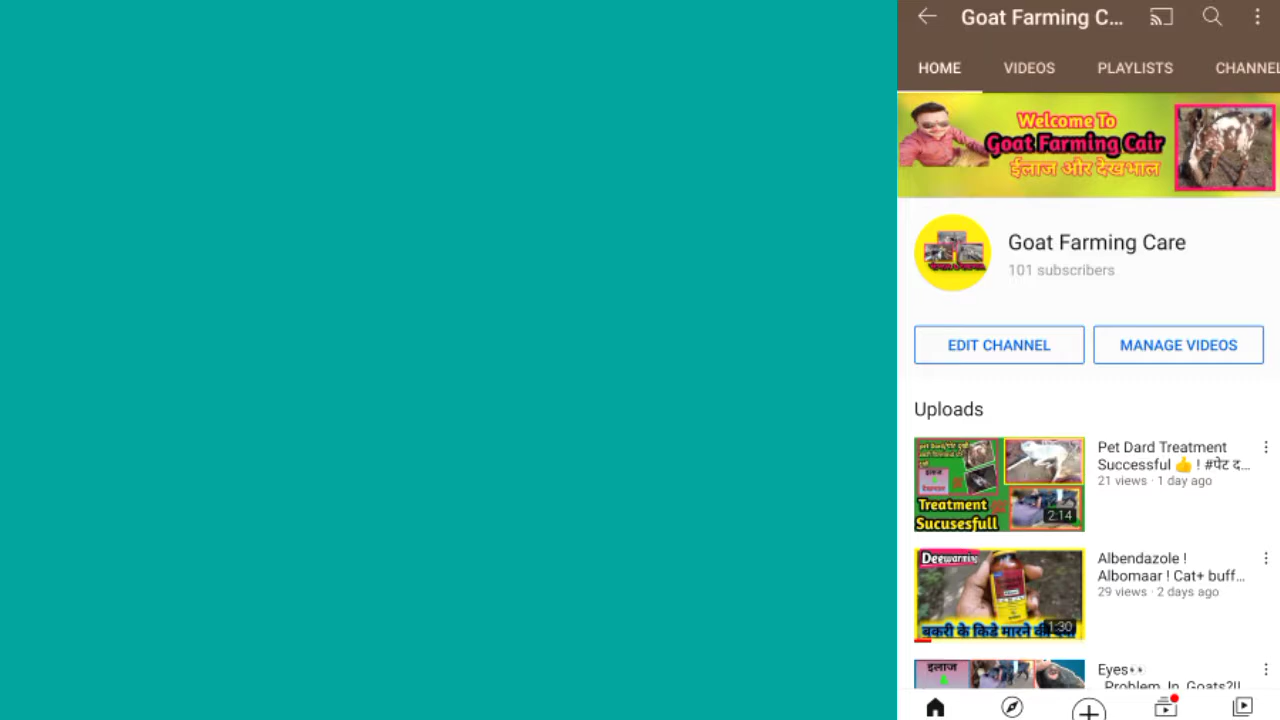 Goat Farming C...
HOME VIDEOS PLAYLISTS CHANNEL
Welcome To
Goat Farming Cair
ईलाज और देखभाल
Goat Farming Care
101 subscribers
EDIT CHANNEL MANAGE VIDEOS
Uploads
Treatment
Sucusesfull
2:14
Pet Dard Treatment
Successful 👍 ! #पेट द...
21 views · 1 day ago
Deewarming
बकरी के किडे मारने की
1:30
Albendazole !
Albomaar ! Cat+ buff...
29 views · 2 days ago
इलाज
Eyes👀
Problem In Goats?!!